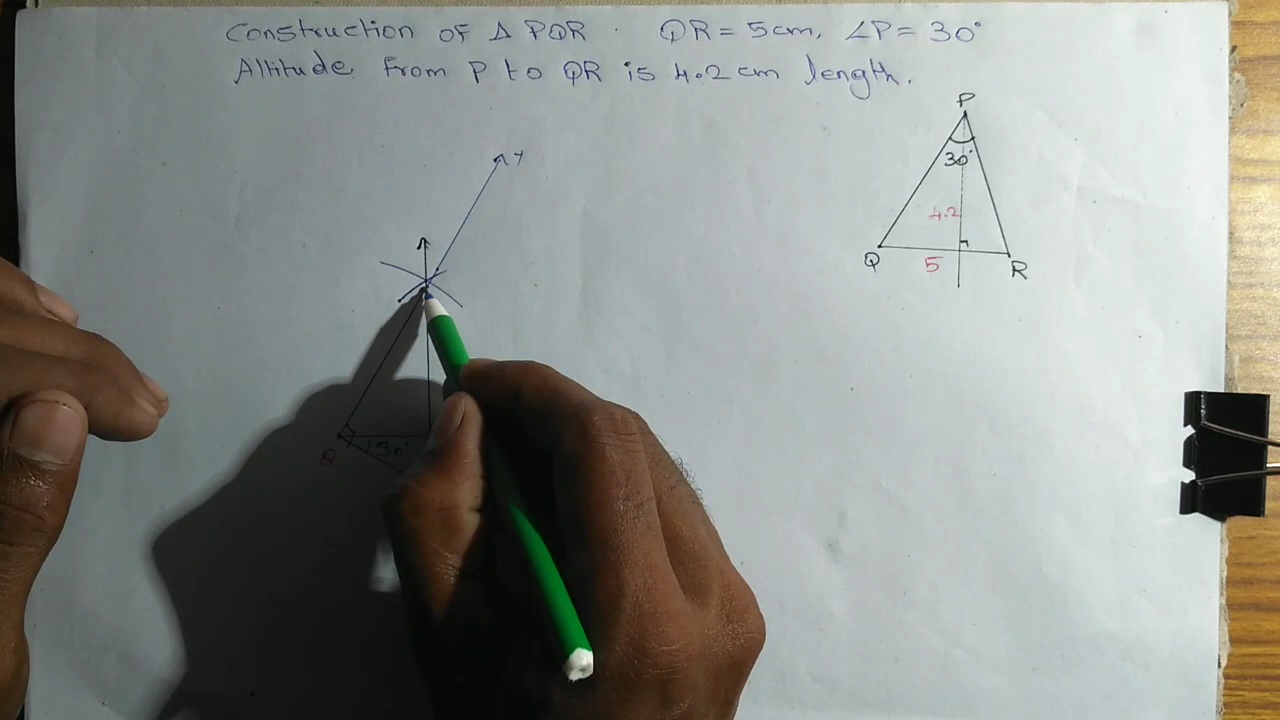 Construction of Δ PQR. QR = 5cm, ∠P = 30°
Altitude from P to QR is 4.2 cm length.
P
30°
4.2
Q
5
R
Y
30°
Q